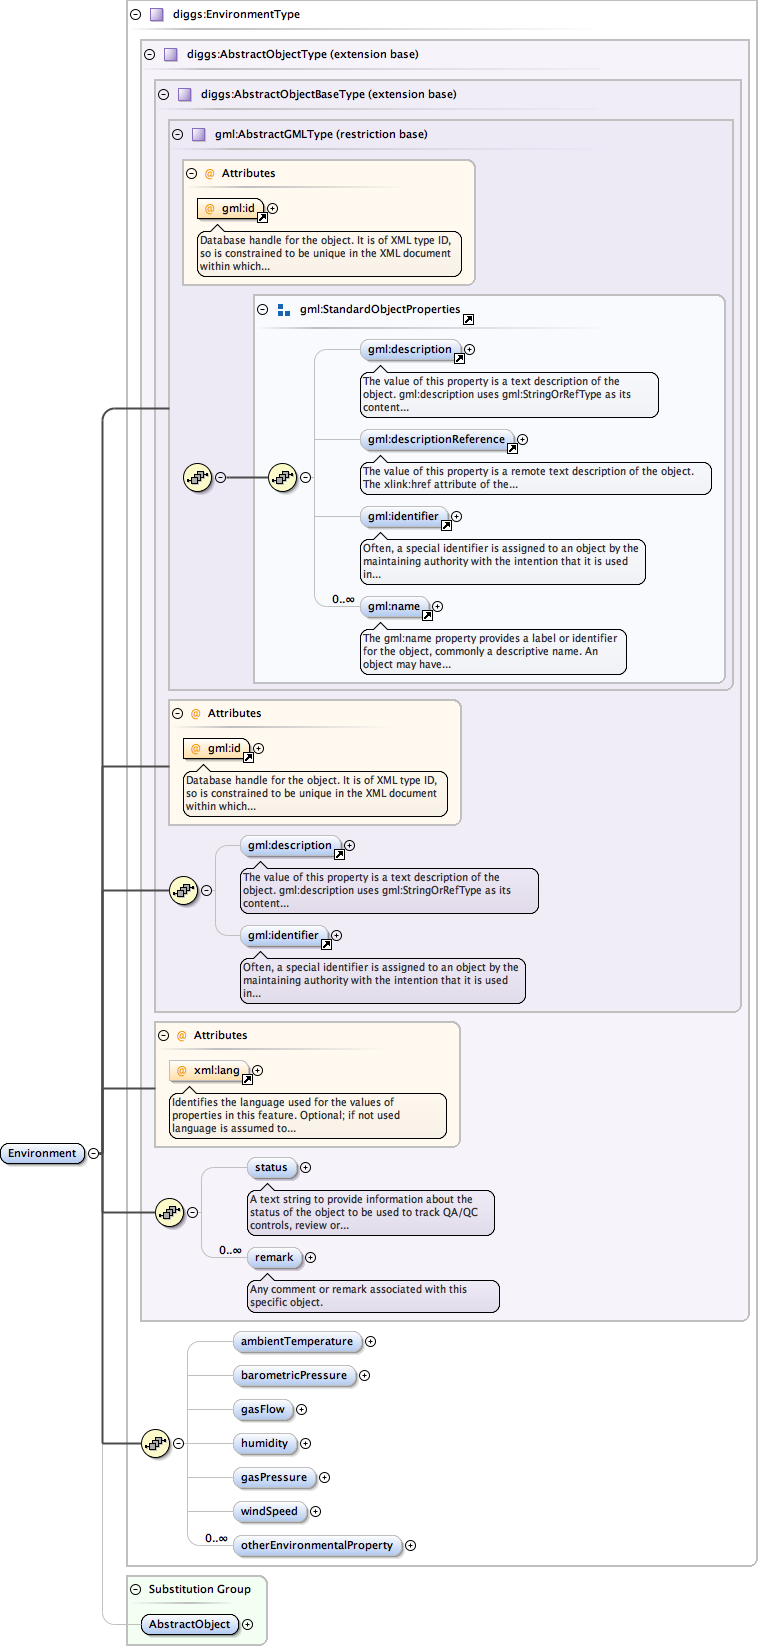 diggs:EnvironmentType
diggs:AbstractObjectType (extension base)
diggs:AbstractObjectBaseType (extension base)
gml:AbstractGMLType (restriction base)
@ Attributes
@ gml:id
Database handle for the object. It is of XML type ID,
so is constrained to be unique in the XML document
within which...
gml:StandardObjectProperties
gml:description
The value of this property is a text description of the
object. gml:description uses gml:StringOrRefType as its
content...
gml:descriptionReference
The value of this property is a remote text description of the object.
The xlink:href attribute of the...
gml:identifier
Often, a special identifier is assigned to an object by the
maintaining authority with the intention that it is used
in...
0..∞
gml:name
The gml:name property provides a label or identifier
for the object, commonly a descriptive name. An
object may have...
@ Attributes
@ gml:id
Database handle for the object. It is of XML type ID,
so is constrained to be unique in the XML document
within which...
gml:description
The value of this property is a text description of the
object. gml:description uses gml:StringOrRefType as its
content...
gml:identifier
Often, a special identifier is assigned to an object by the
maintaining authority with the intention that it is used
in...
@ Attributes
@ xml:lang
Identifies the language used for the values of
properties in this feature. Optional; if not used
language is assumed to...
Environment
status
A text string to provide information about the
status of the object to be used to track QA/QC
controls, review or...
0..∞
remark
Any comment or remark associated with this
specific object.
ambientTemperature
barometricPressure
gasFlow
humidity
gasPressure
windSpeed
0..∞
otherEnvironmentalProperty
Substitution Group
AbstractObject